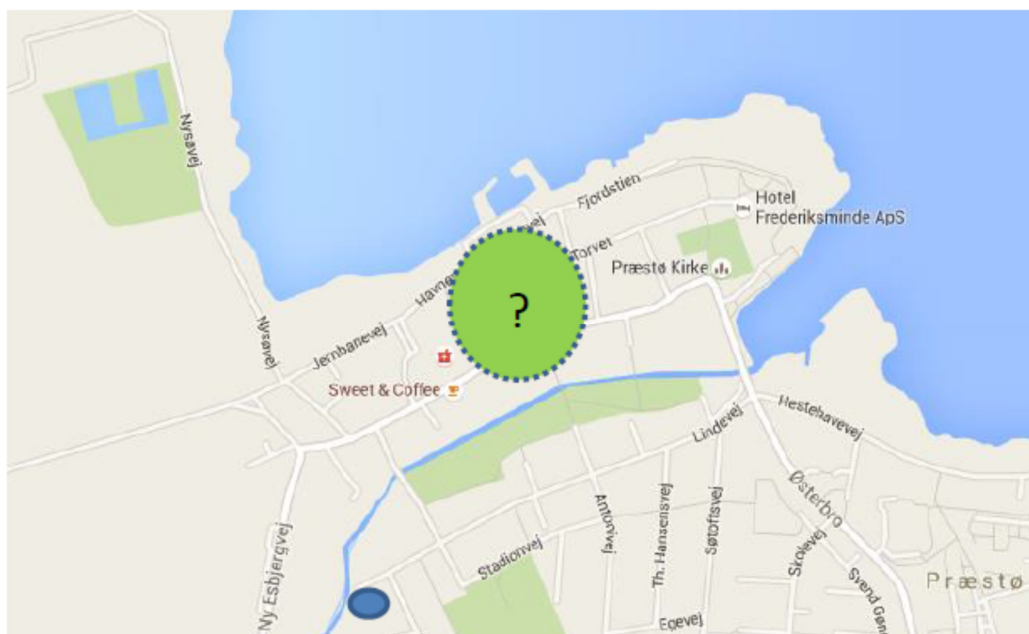 Nysøvej
Fjordstien
Hotel
Frederiksminde ApS
Torvet
Præstø Kirke
?
Nysøvej
Jernbanevej
Sweet & Coffee
Lindevej
Hestehavevej
Østerbro
Antonivej
Th. Hansensvej
Søtoftsvej
Skolevej
Stadionvej
Præstø
Ny Esbjergvej
Egevej